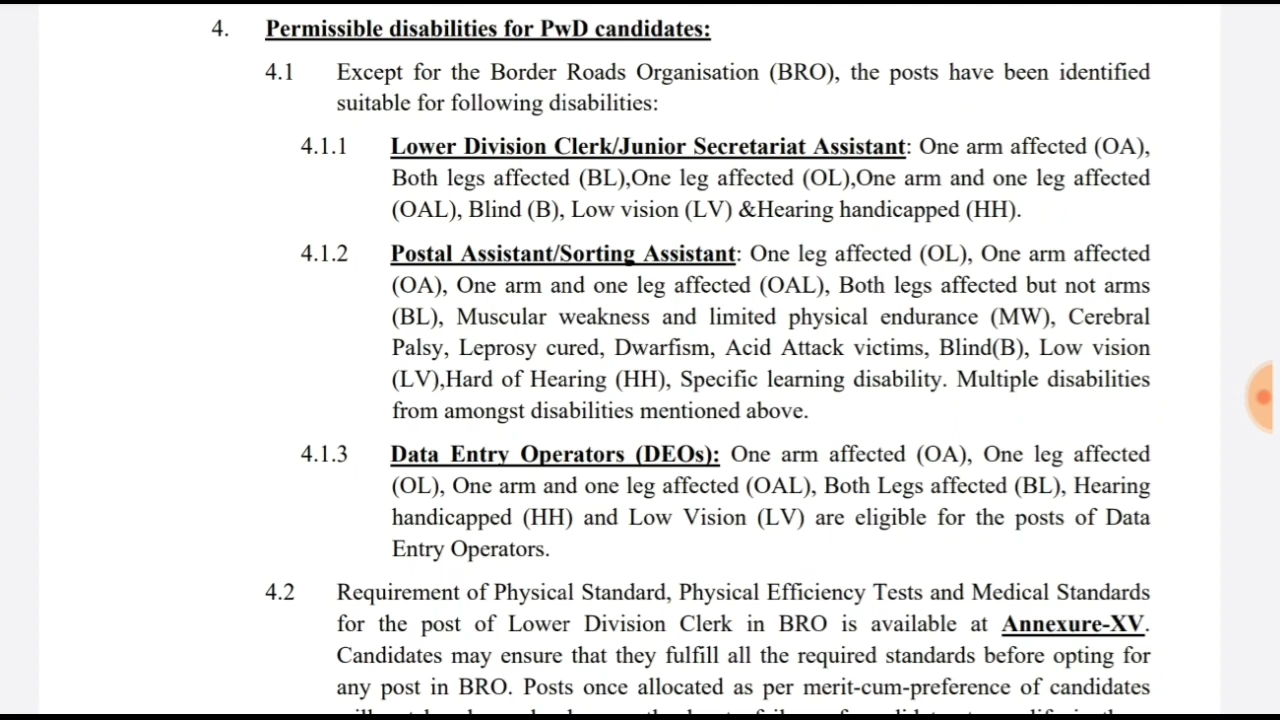 4. Permissible disabilities for PwD candidates:
4.1 Except for the Border Roads Organisation (BRO), the posts have been identified
suitable for following disabilities:
4.1.1 Lower Division Clerk/Junior Secretariat Assistant: One arm affected (OA),
Both legs affected (BL),One leg affected (OL),One arm and one leg affected
(OAL), Blind (B), Low vision (LV) &Hearing handicapped (HH).
4.1.2 Postal Assistant/Sorting Assistant: One leg affected (OL), One arm affected
(OA), One arm and one leg affected (OAL), Both legs affected but not arms
(BL), Muscular weakness and limited physical endurance (MW), Cerebral
Palsy, Leprosy cured, Dwarfism, Acid Attack victims, Blind(B), Low vision
(LV),Hard of Hearing (HH), Specific learning disability. Multiple disabilities
from amongst disabilities mentioned above.
4.1.3 Data Entry Operators (DEOs): One arm affected (OA), One leg affected
(OL), One arm and one leg affected (OAL), Both Legs affected (BL), Hearing
handicapped (HH) and Low Vision (LV) are eligible for the posts of Data
Entry Operators.
4.2 Requirement of Physical Standard, Physical Efficiency Tests and Medical Standards
for the post of Lower Division Clerk in BRO is available at Annexure-XV.
Candidates may ensure that they fulfill all the required standards before opting for
any post in BRO. Posts once allocated as per merit-cum-preference of candidates